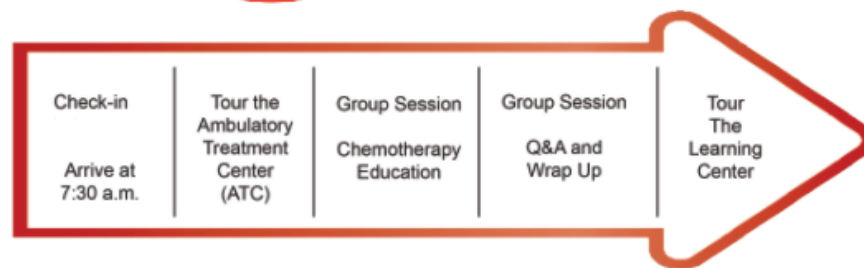 Check-in
Arrive at
7:30 a.m.
Tour the
Ambulatory
Treatment
Center
(ATC)
Group Session
Chemotherapy
Education
Group Session
Q&A and
Wrap Up
Tour
The
Learning
Center